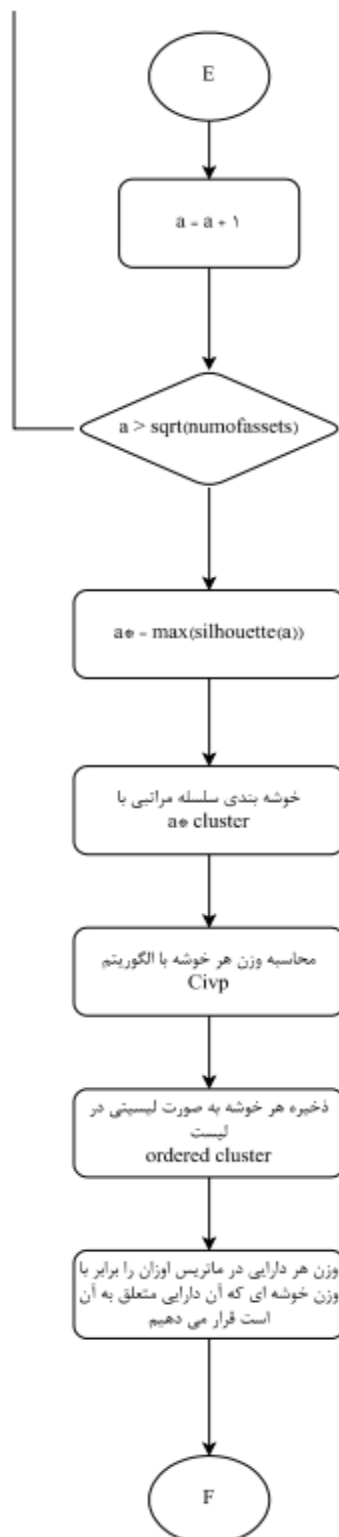 E
a = a + ۱
a > sqrt(numofassets)
a* = max(silhouette(a))
خوشه بندی سلسله مراتبی با
a* cluster
محاسبه وزن هر خوشه با الگوریتم
Civp
ذخیره هر خوشه به صورت لیسیتی در
لیست
ordered cluster
وزن هر دارایی در ماتریس اوزان را برابر با
وزن خوشه ای که آن دارایی متعلق به آن
است قرار می دهیم
F